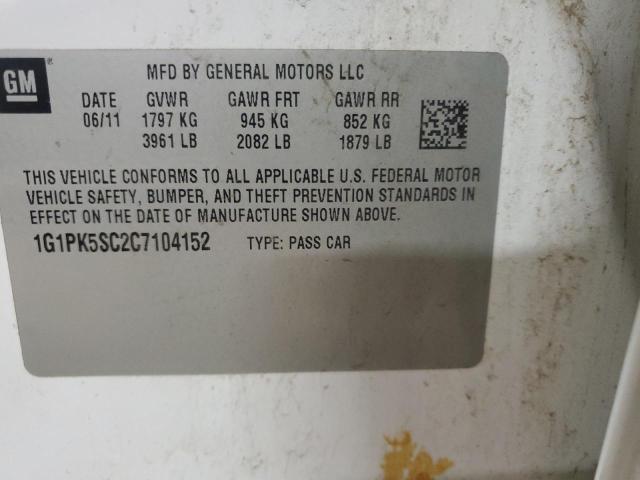 GM®
MFD BY GENERAL MOTORS LLC
DATE GVWR GAWR FRT GAWR RR
06/11 1797 KG 945 KG 852 KG
3961 LB 2082 LB 1879 LB
THIS VEHICLE CONFORMS TO ALL APPLICABLE U.S. FEDERAL MOTOR
VEHICLE SAFETY, BUMPER, AND THEFT PREVENTION STANDARDS IN
EFFECT ON THE DATE OF MANUFACTURE SHOWN ABOVE.
1G1PK5SC2C7104152 TYPE: PASS CAR